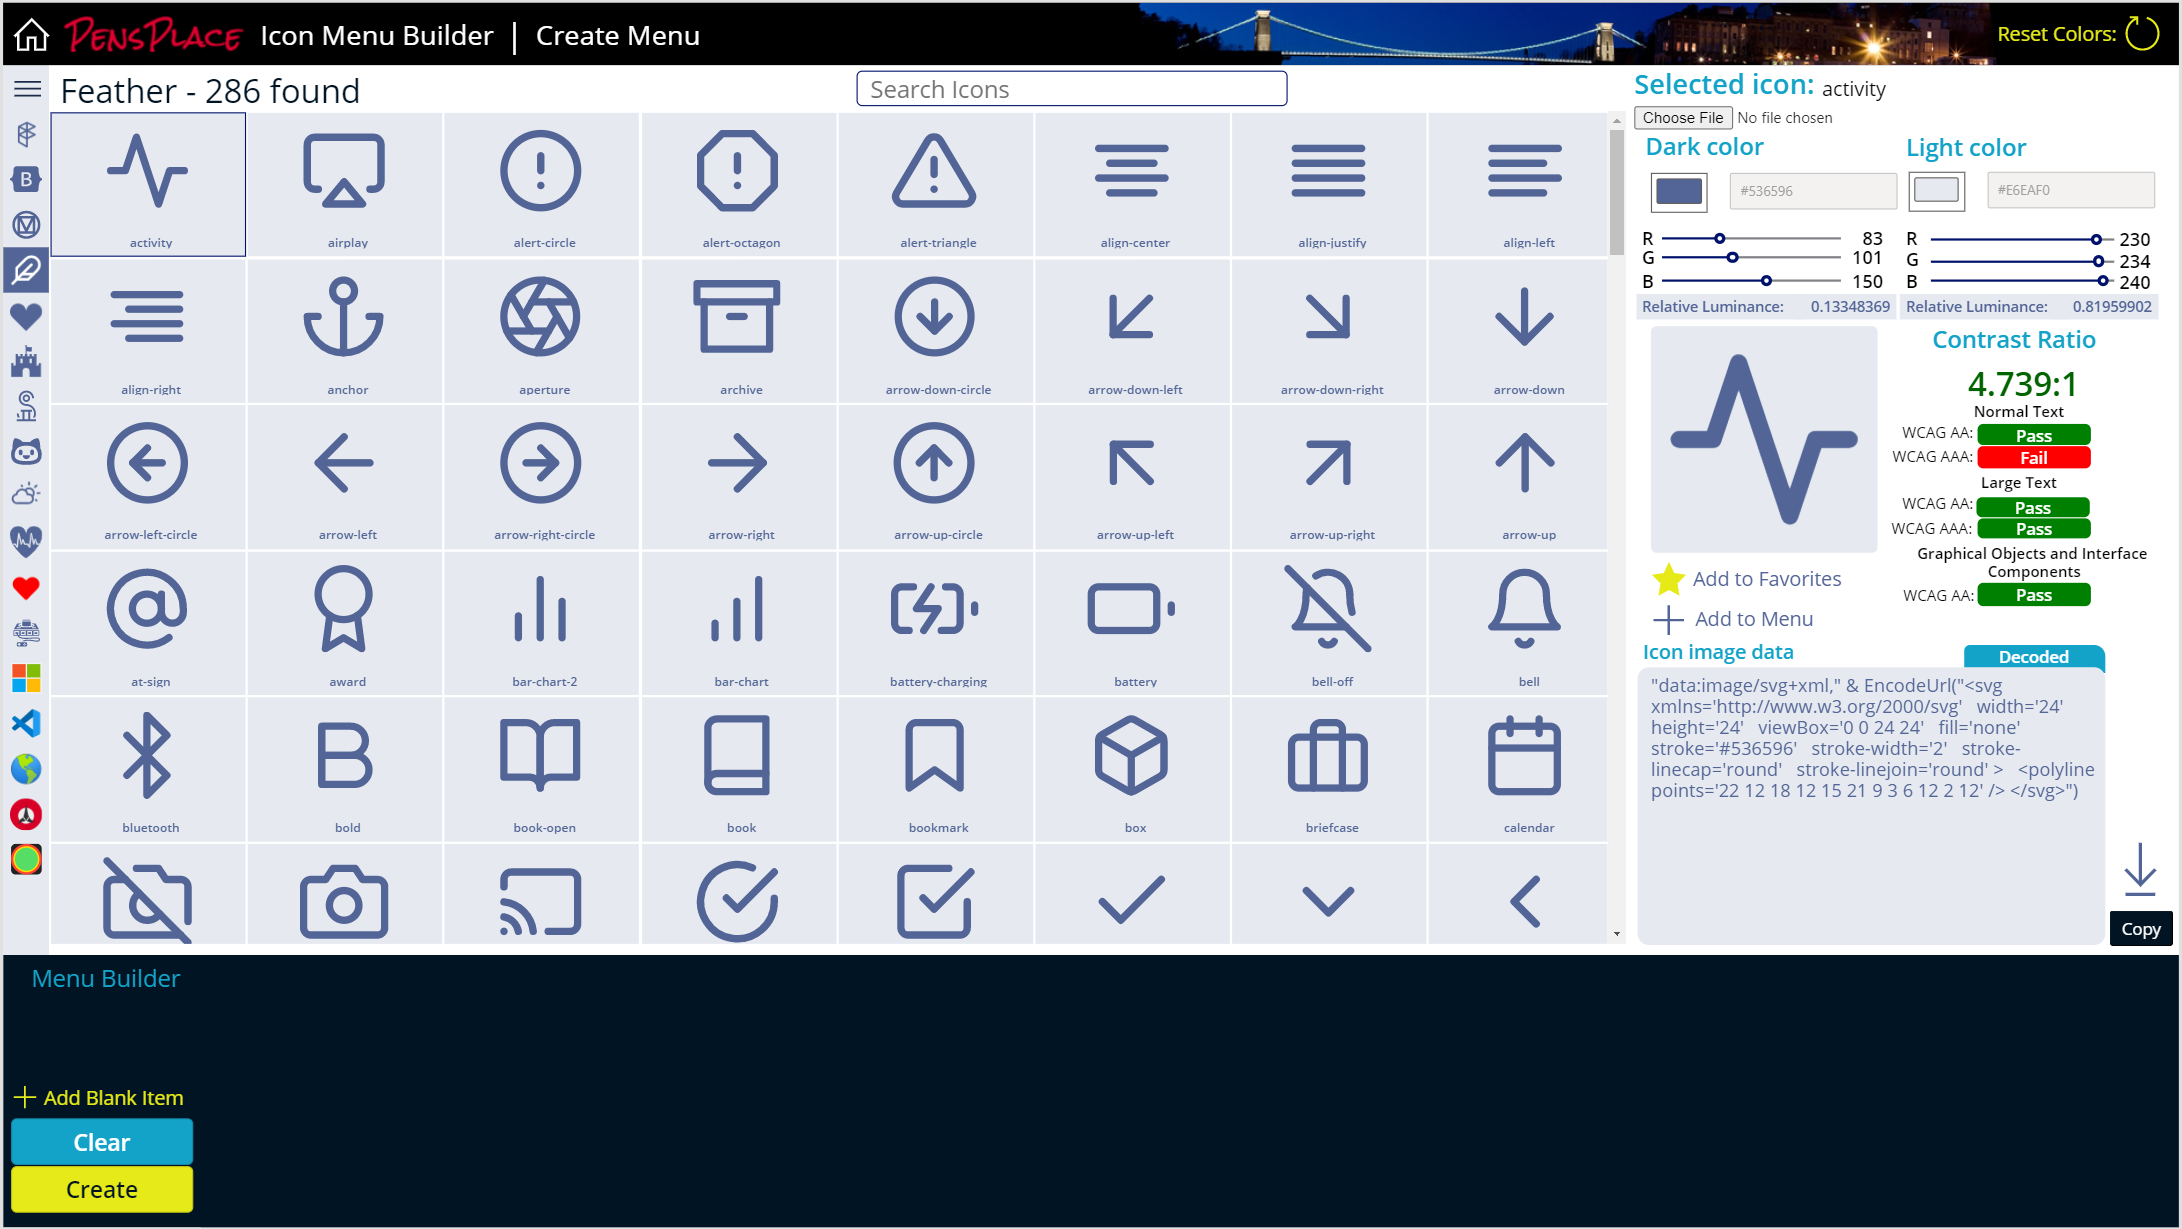 PensPlace Icon Menu Builder | Create Menu
Reset Colors:
Feather - 286 found
Search Icons
activity
airplay
alert-circle
alert-octagon
alert-triangle
align-center
align-justify
align-left
align-right
anchor
aperture
archive
arrow-down-circle
arrow-down-left
arrow-down-right
arrow-down
arrow-left-circle
arrow-left
arrow-right-circle
arrow-right
arrow-up-circle
arrow-up-left
arrow-up-right
arrow-up
at-sign
award
bar-chart-2
bar-chart
battery-charging
battery
bell-off
bell
bluetooth
bold
book-open
book
bookmark
box
briefcase
calendar
Selected icon: activity
Choose File No file chosen
Dark color
#536596
R 83
G 101
B 150
Relative Luminance: 0.13348369
Light color
#E6EAF0
R 230
G 234
B 240
Relative Luminance: 0.81959902
Contrast Ratio
4.739:1
Normal Text
WCAG AA: Pass
WCAG AAA: Fail
Large Text
WCAG AA: Pass
WCAG AAA: Pass
Graphical Objects and Interface
Components
WCAG AA: Pass
Add to Favorites
Add to Menu
Icon image data
Decoded
"data:image/svg+xml," & EncodeUrl("<svg
xmlns='http://www.w3.org/2000/svg' width='24'
height='24' viewBox='0 0 24 24' fill='none'
stroke='#536596' stroke-width='2' stroke-
linecap='round' stroke-linejoin='round' > <polyline
points='22 12 18 12 15 21 9 3 6 12 2 12' /> </svg>")
Copy
Menu Builder
Add Blank Item
Clear
Create